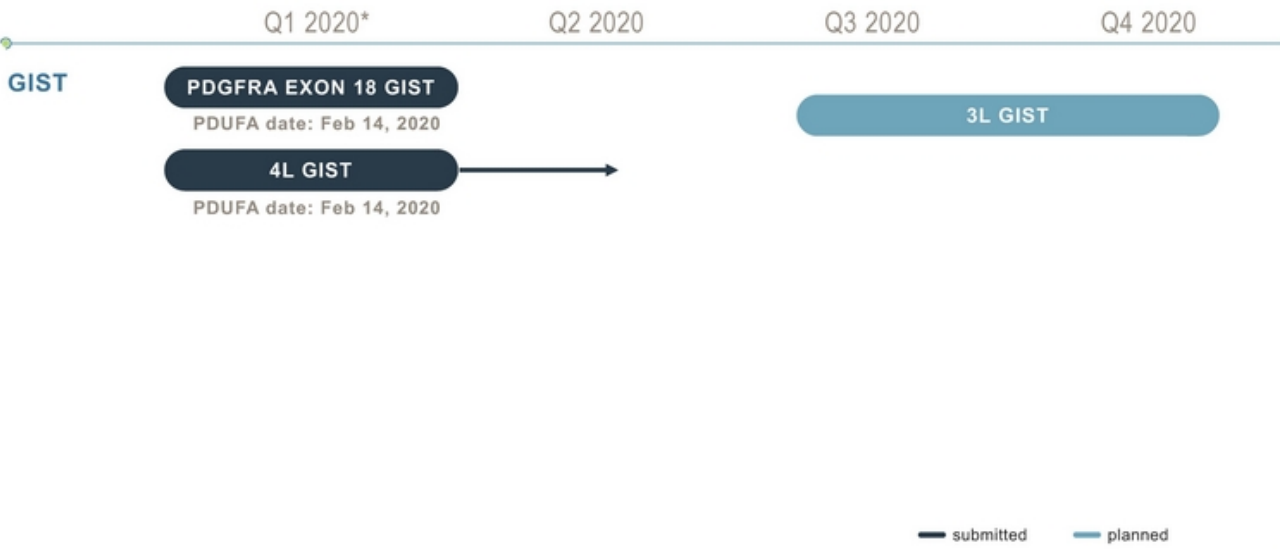 Q1 2020* Q2 2020 Q3 2020 Q4 2020
GIST
PDGFRA EXON 18 GIST
PDUFA date: Feb 14, 2020
3L GIST
4L GIST
PDUFA date: Feb 14, 2020
submitted planned